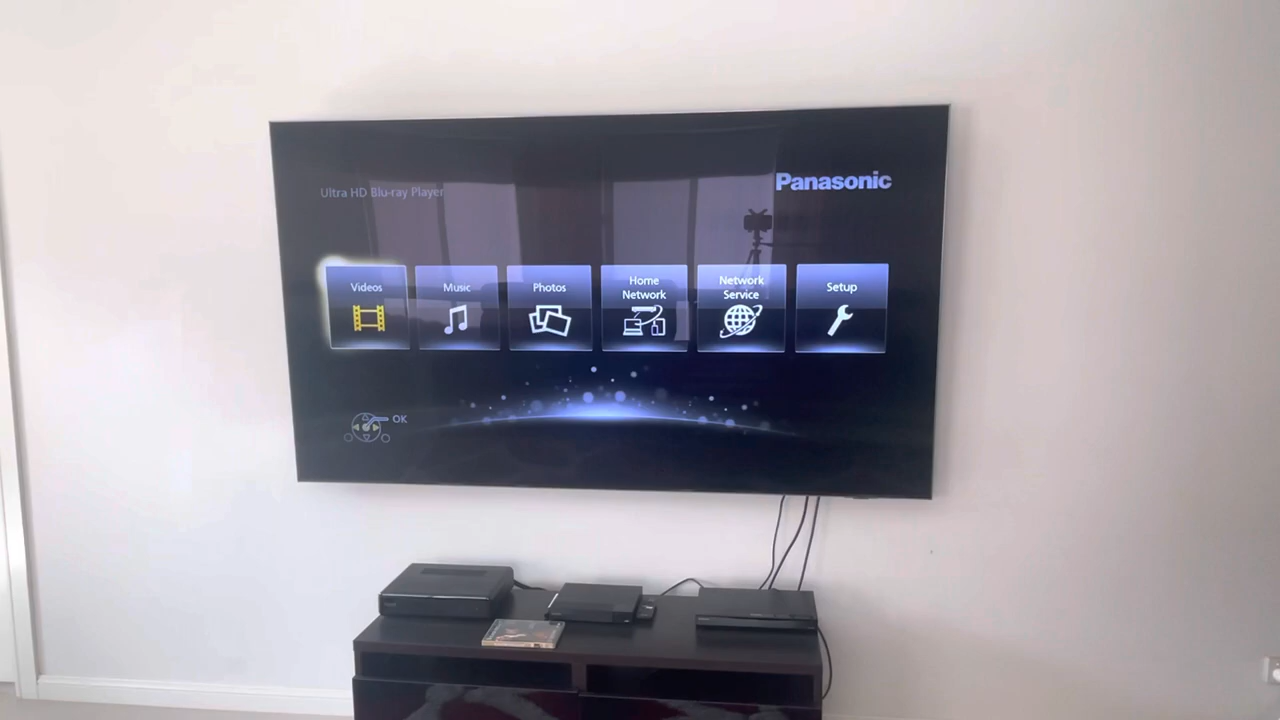 Ultra HD Blu-ray Player
Panasonic
Videos
Music
Photos
Home
Network
Network
Service
Setup
OK